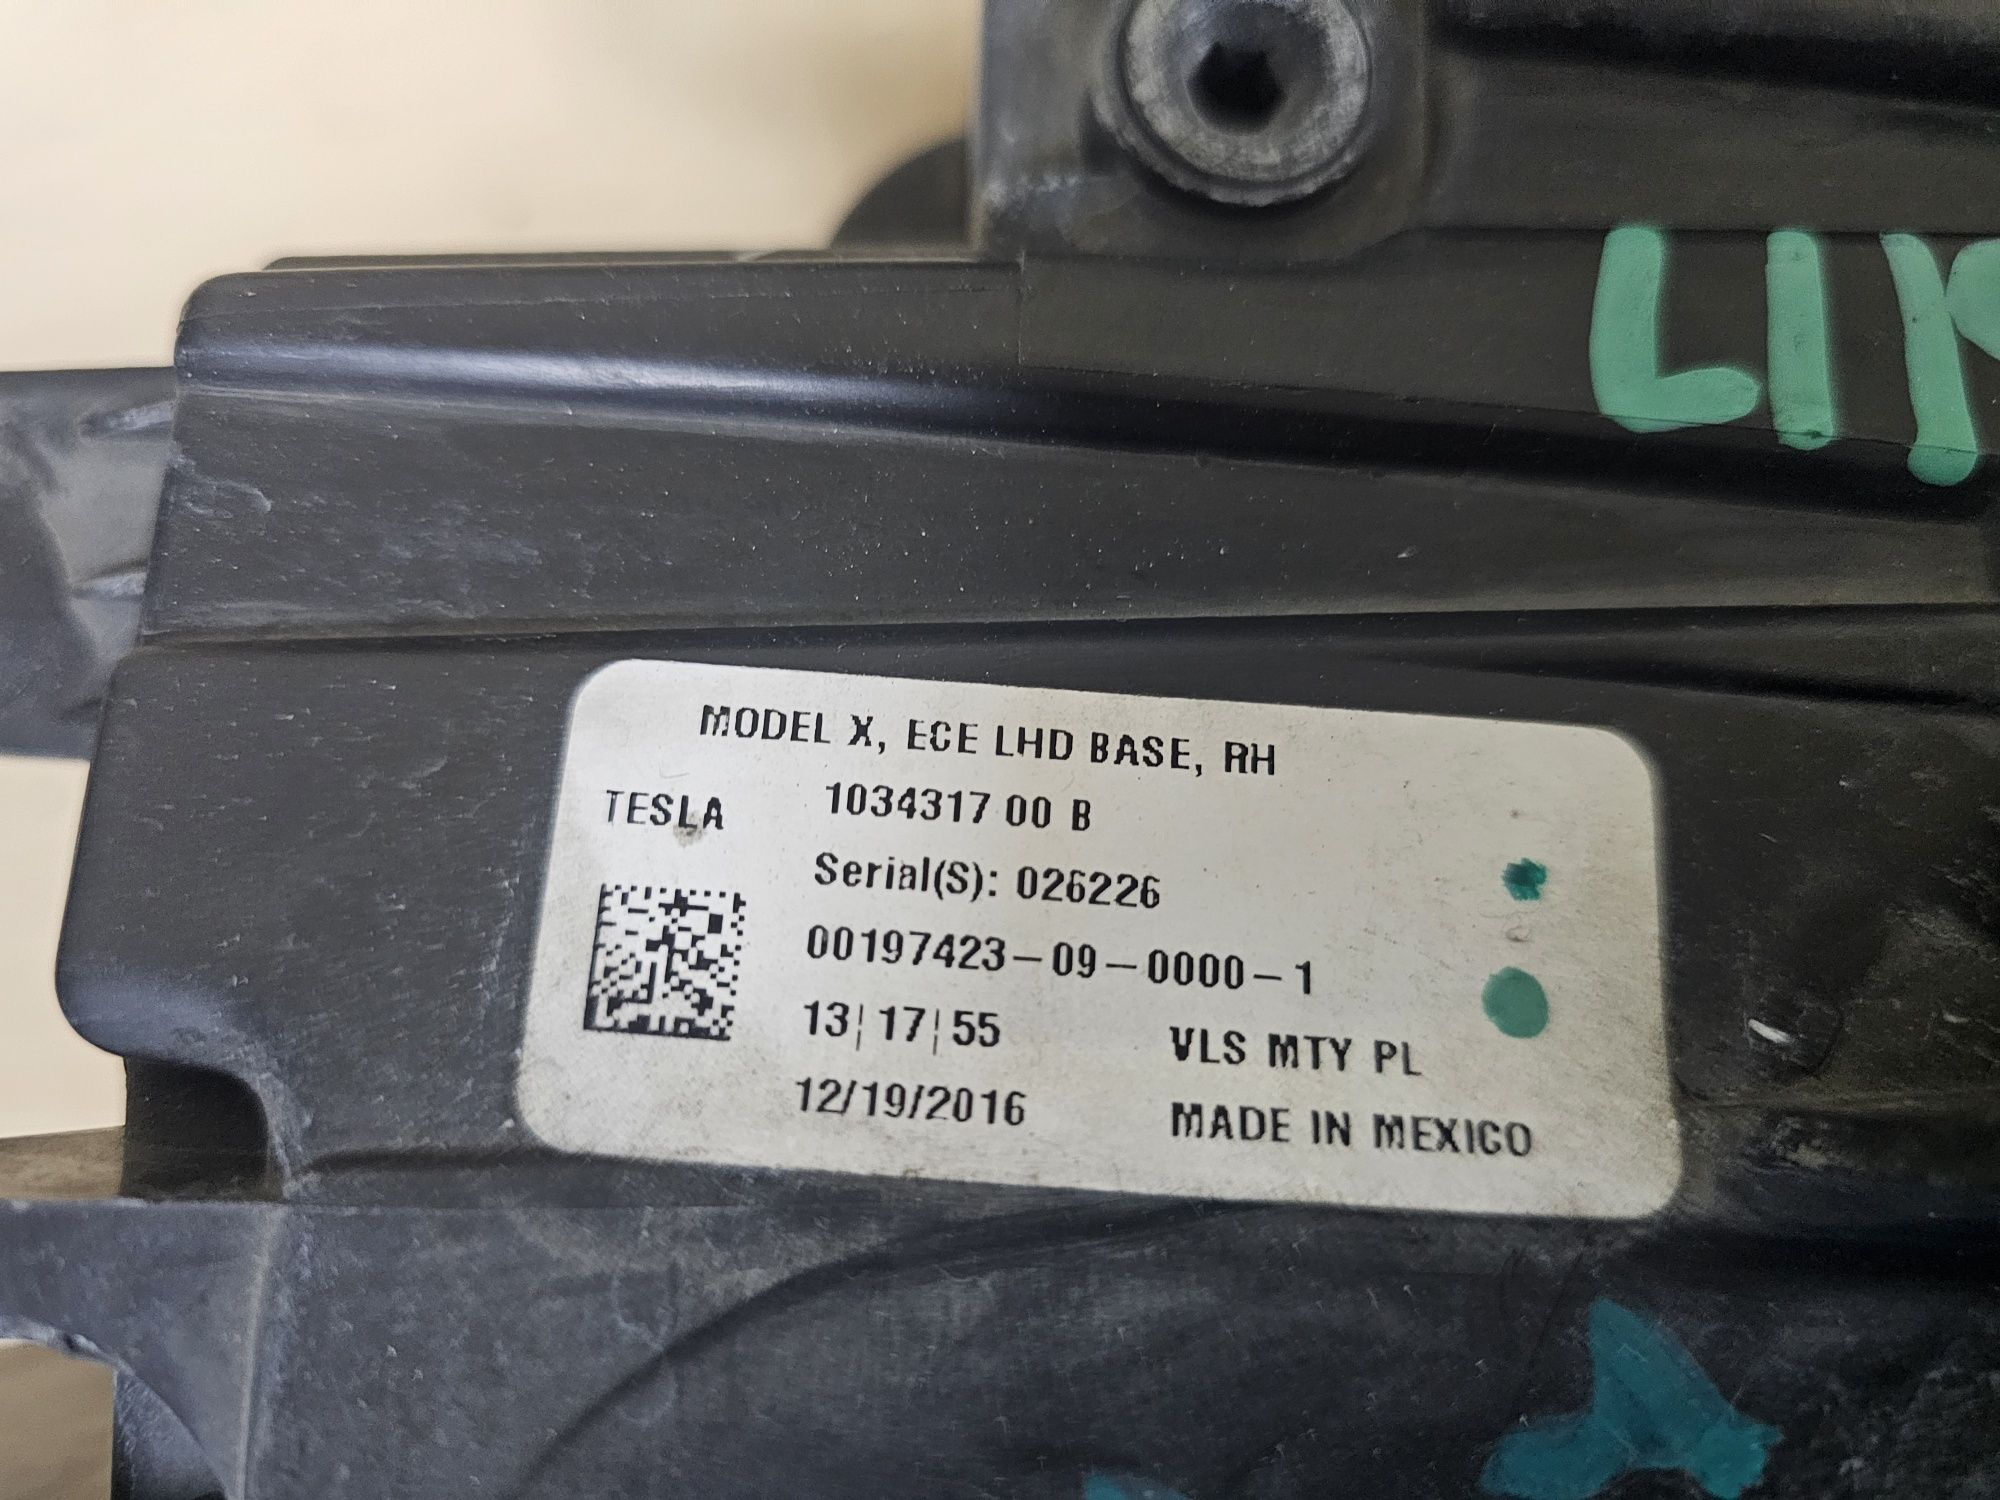 MODEL X, ECE LHD BASE, RH
TESLA 1034317 00 B
Serial(S): 026226
00197423-09-0000-1
13¦17¦55 VLS MTY PL
12/19/2016 MADE IN MEXICO